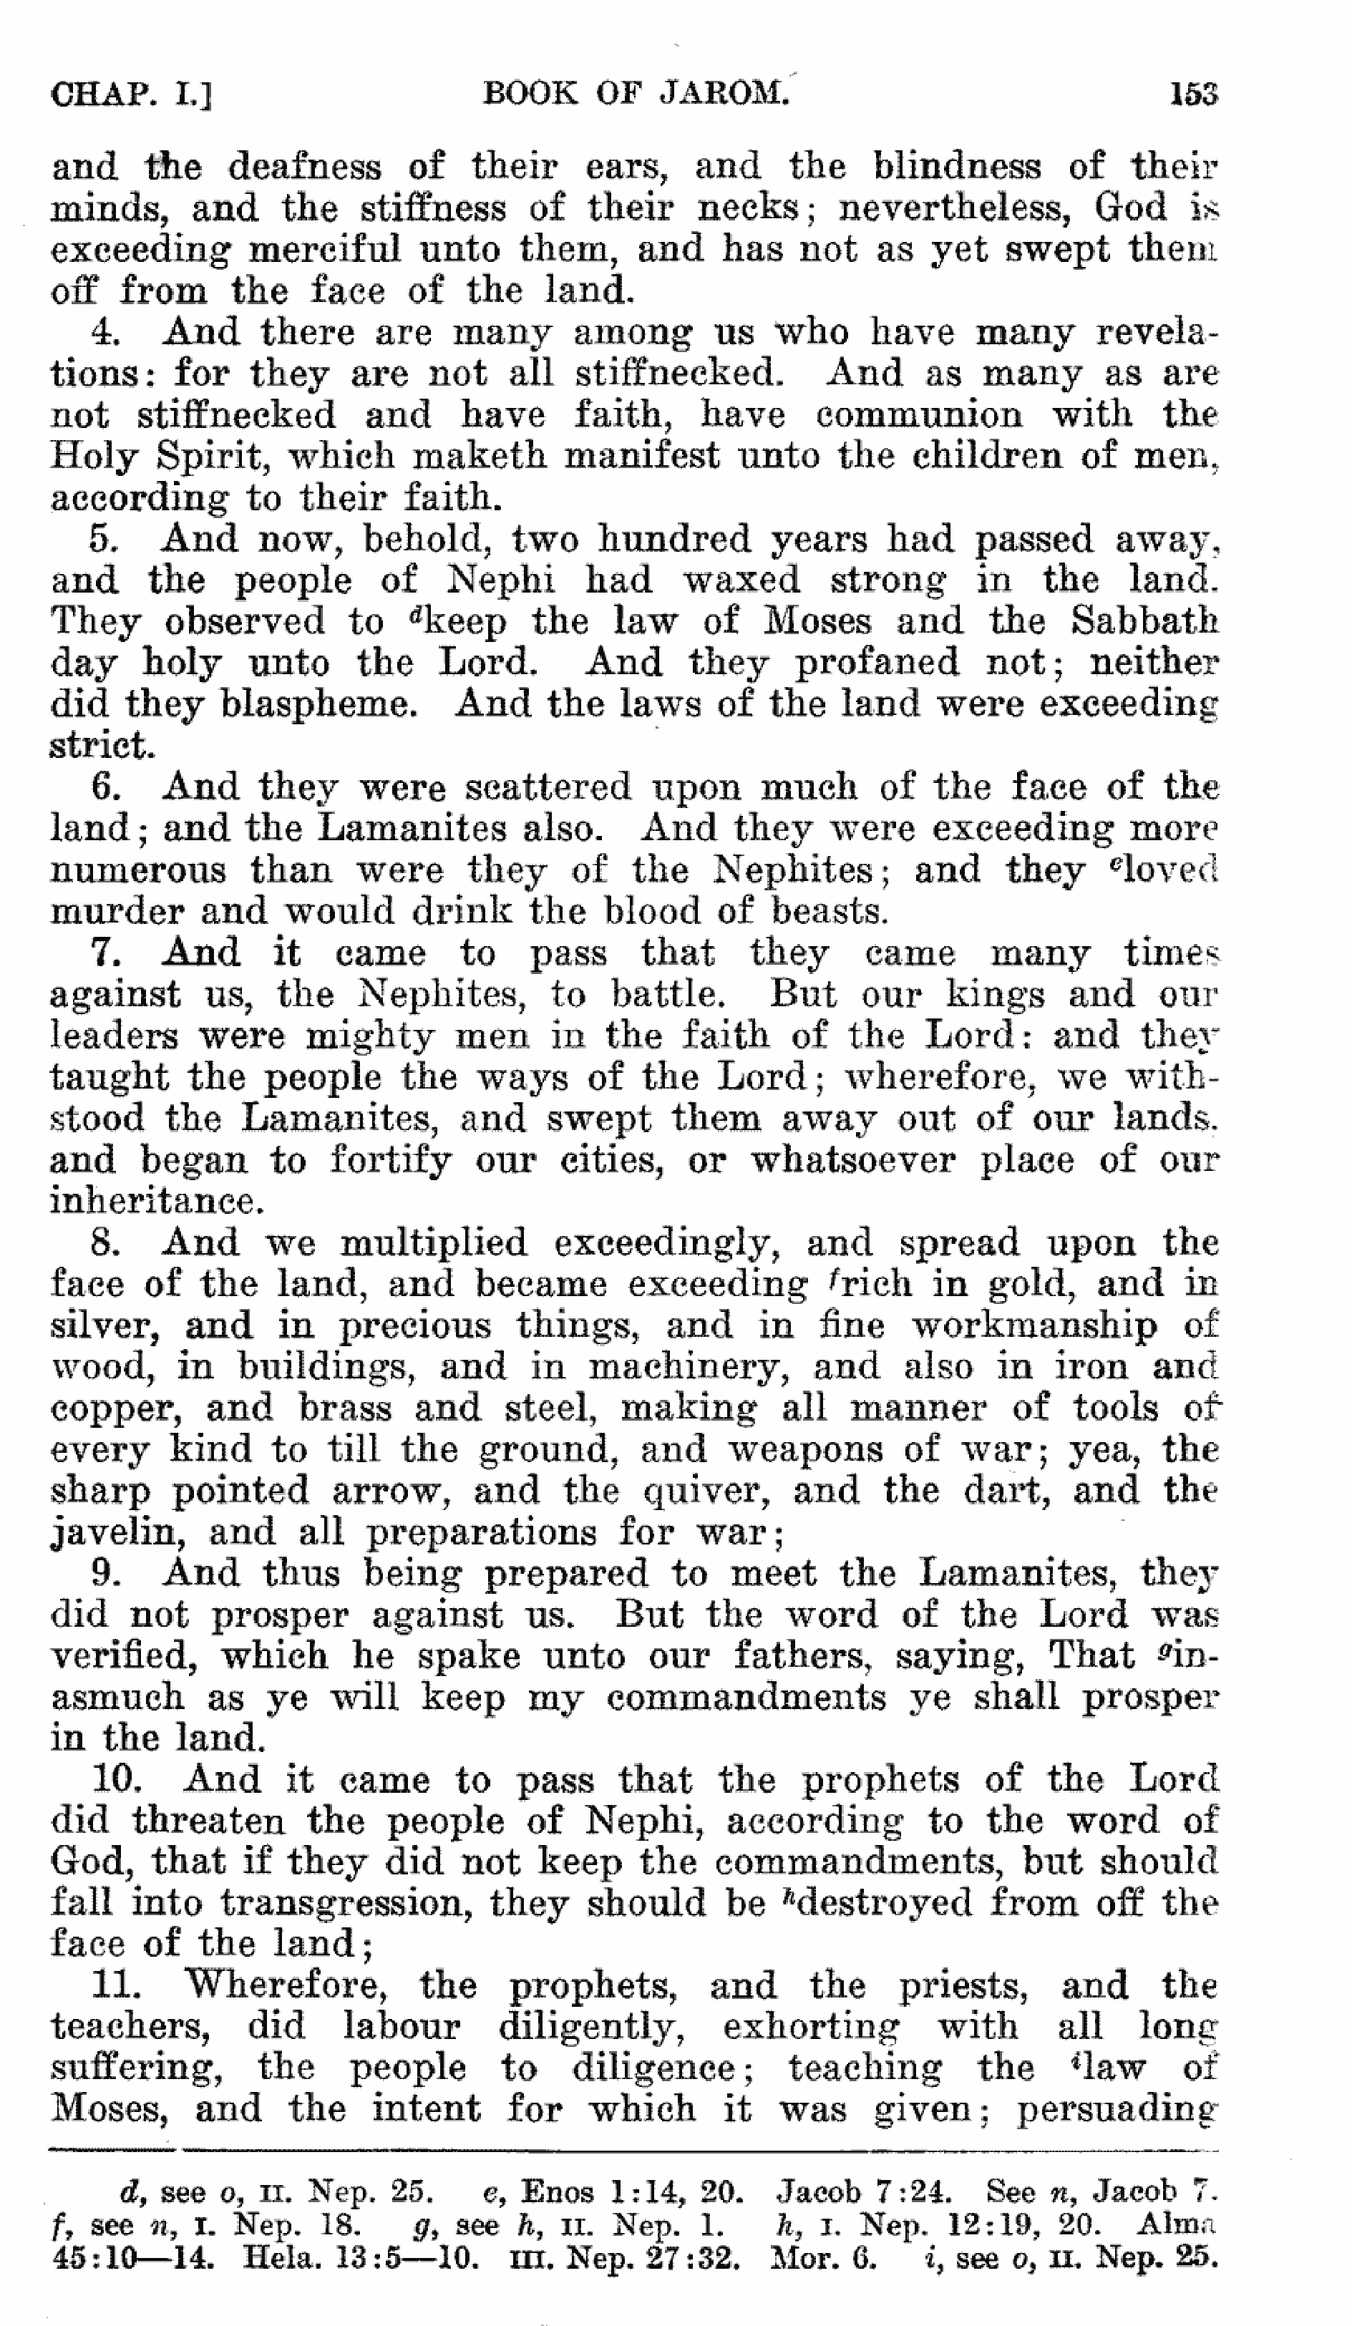 CHAP. I.] BOOK OF JAROM. 153
and the deafness of their ears, and the blindness of their
minds, and the stiffness of their necks; nevertheless, God is
exceeding merciful unto them, and has not as yet swept them
off from the face of the land.
4. And there are many among us who have many revela-
tions: for they are not all stiffnecked. And as many as are
not stiffnecked and have faith, have communion with the
Holy Spirit, which maketh manifest unto the children of men,
according to their faith.
5. And now, behold, two hundred years had passed away,
and the people of Nephi had waxed strong in the land.
They observed to dkeep the law of Moses and the Sabbath
day holy unto the Lord. And they profaned not; neither
did they blaspheme. And the laws of the land were exceeding
strict.
6. And they were scattered upon much of the face of the
land; and the Lamanites also. And they were exceeding more
numerous than were they of the Nephites; and they eloved
murder and would drink the blood of beasts.
7. And it came to pass that they came many times
against us, the Nephites, to battle. But our kings and our
leaders were mighty men in the faith of the Lord: and they
taught the people the ways of the Lord; wherefore, we with-
stood the Lamanites, and swept them away out of our lands.
and began to fortify our cities, or whatsoever place of our
inheritance.
8. And we multiplied exceedingly, and spread upon the
face of the land, and became exceeding frich in gold, and in
silver, and in precious things, and in fine workmanship of
wood, in buildings, and in machinery, and also in iron and
copper, and brass and steel, making all manner of tools of
every kind to till the ground, and weapons of war; yea, the
sharp pointed arrow, and the quiver, and the dart, and the
javelin, and all preparations for war;
9. And thus being prepared to meet the Lamanites, they
did not prosper against us. But the word of the Lord was
verified, which he spake unto our fathers, saying, That gin-
asmuch as ye will keep my commandments ye shall prosper
in the land.
10. And it came to pass that the prophets of the Lord
did threaten the people of Nephi, according to the word of
God, that if they did not keep the commandments, but should
fall into transgression, they should be hdestroyed from off the
face of the land;
11. Wherefore, the prophets, and the priests, and the
teachers, did labour diligently, exhorting with all long
suffering, the people to diligence; teaching the ilaw of
Moses, and the intent for which it was given; persuading
d, see o, II. Nep. 25. e, Enos 1:14, 20. Jacob 7:24. See n, Jacob 7.
f, see n, I. Nep. 18. g, see h, II. Nep. 1. h, I. Nep. 12:19, 20. Alma
45:10—14. Hela. 13:5—10. III. Nep. 27:32. Mor. 6. i, see o, II. Nep. 25.